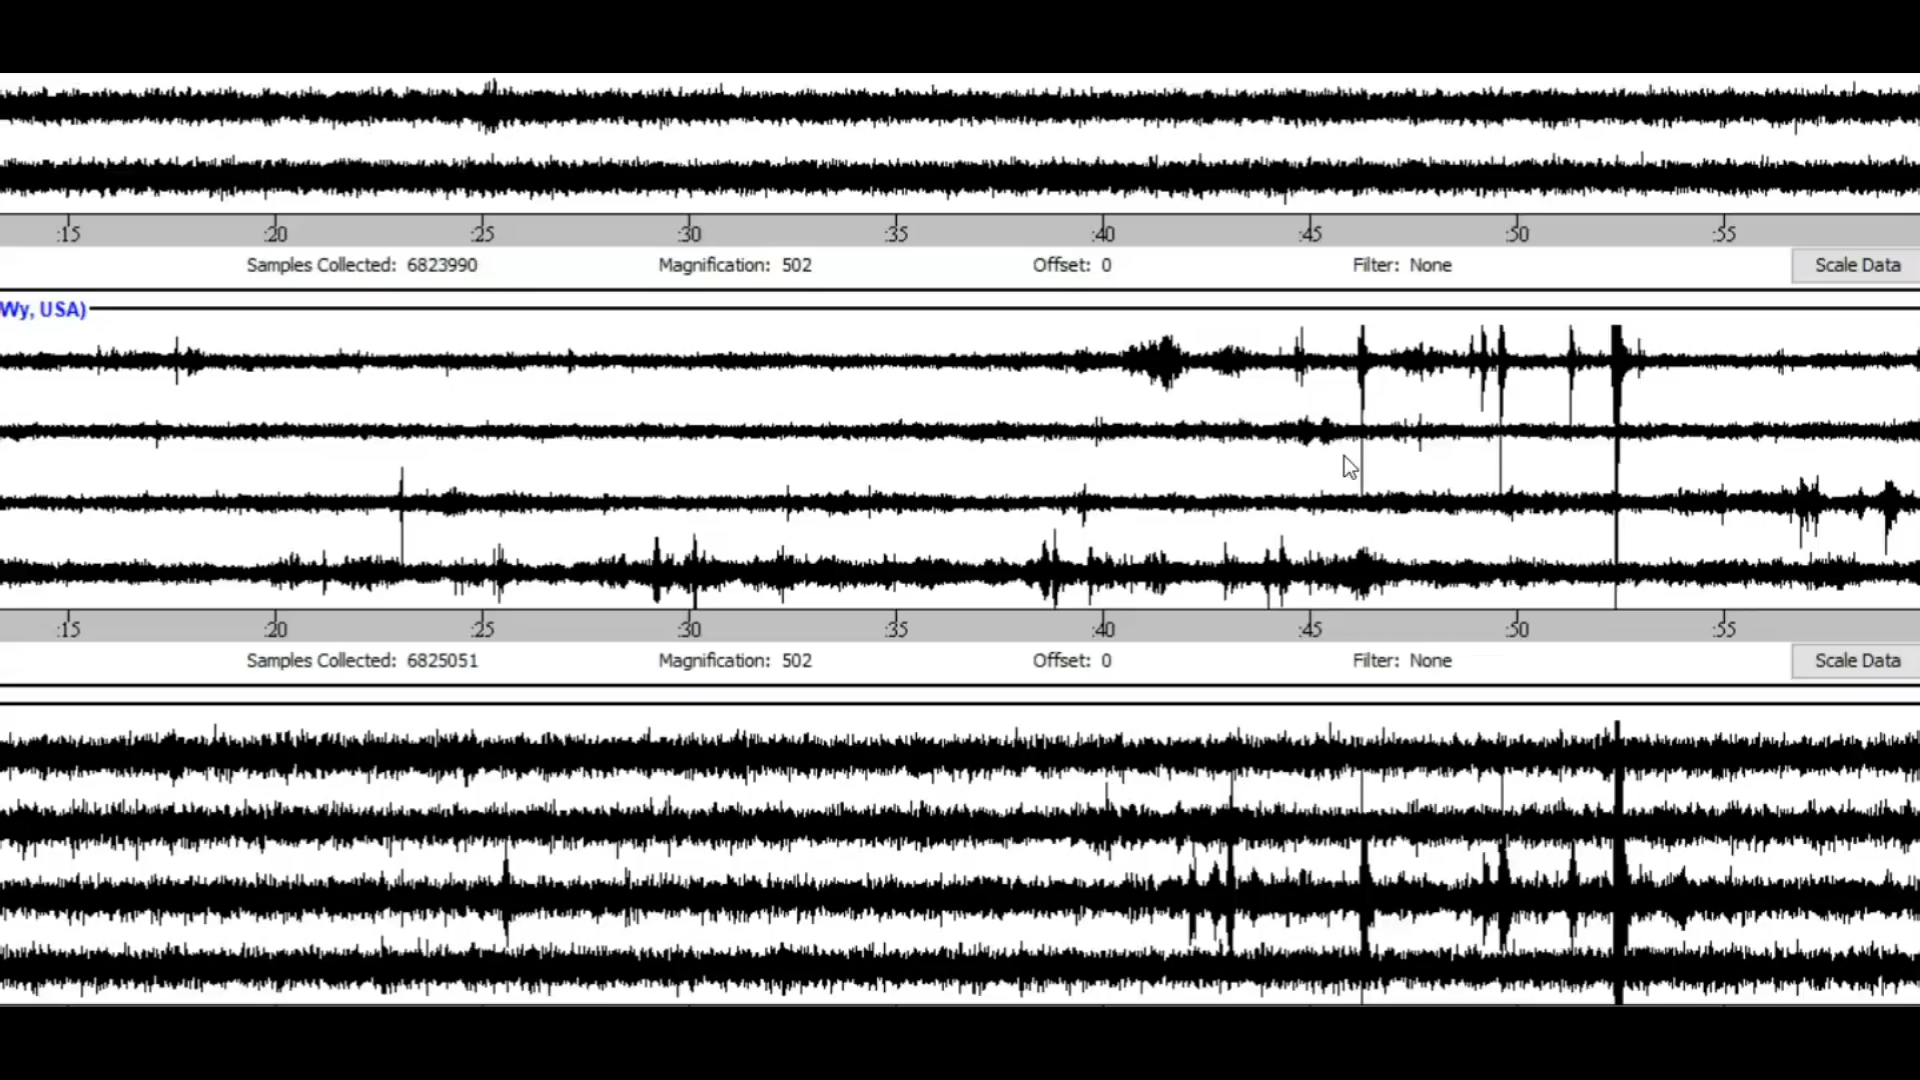 :15 :20 :25 :30 :35 :40 :45 :50 :55
Samples Collected: 6823990 Magnification: 502 Offset: 0 Filter: None Scale Data
Wy, USA)
:15 :20 :25 :30 :35 :40 :45 :50 :55
Samples Collected: 6825051 Magnification: 502 Offset: 0 Filter: None Scale Data